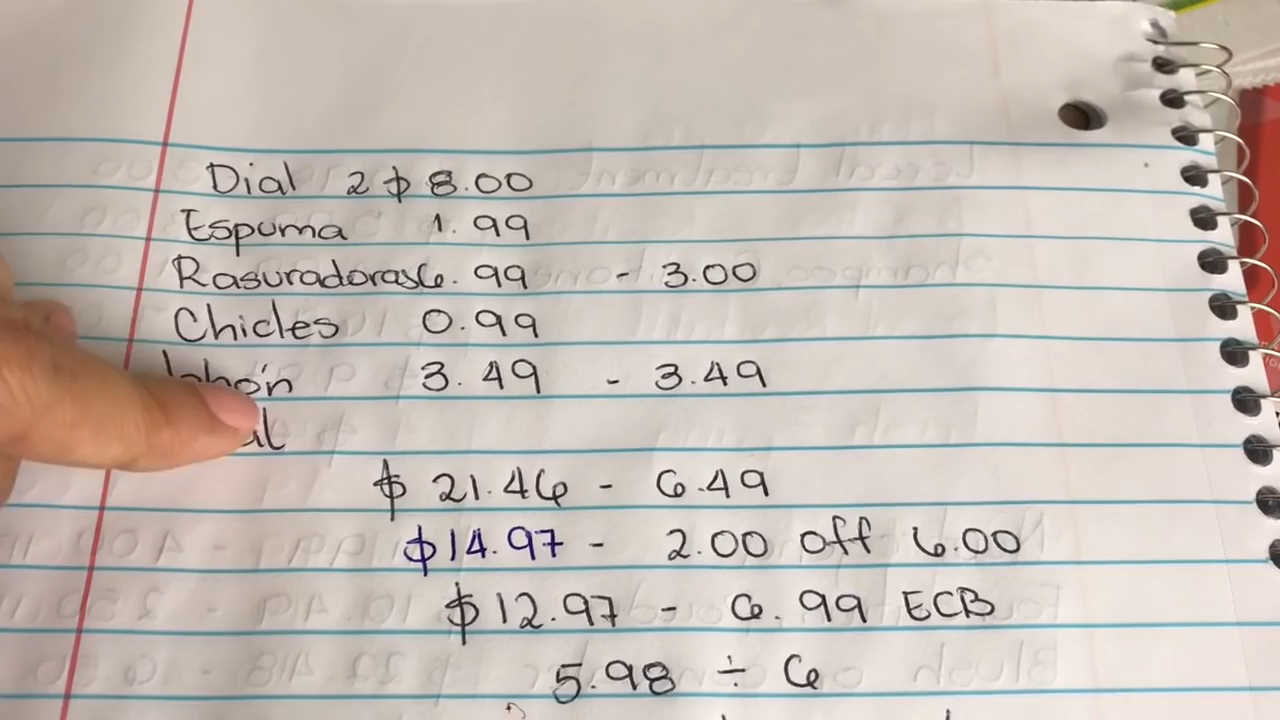 Dial 2 $ 8.00
Espuma 1.99
Rasuradoras 6.99 - 3.00
Chicles 0.99
3.49 - 3.49
$ 21.46 - 6.49
$14.97 - 2.00 off 6.00
$12.97 - 6.99 ECB
5.98 ÷ 6